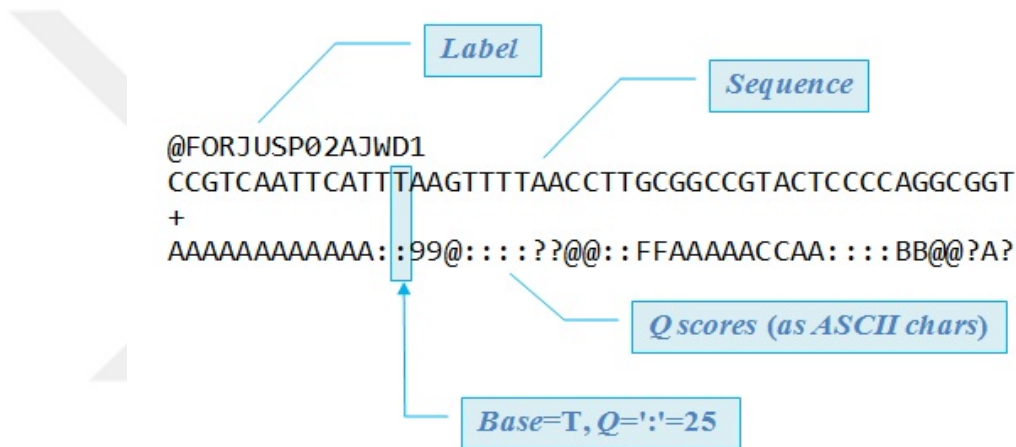 Label
Sequence
@FORJUSP02AJWD1
CCGTCAATTCATTTAAGTTTTAACCTTGCGGCCGTACTCCCCAGGCGGT
+
AAAAAAAAAAAA::99@::::??@@::FFAAAAACCAA::::BB@@?A?
Q scores (as ASCII chars)
Base=T, Q=':'=25